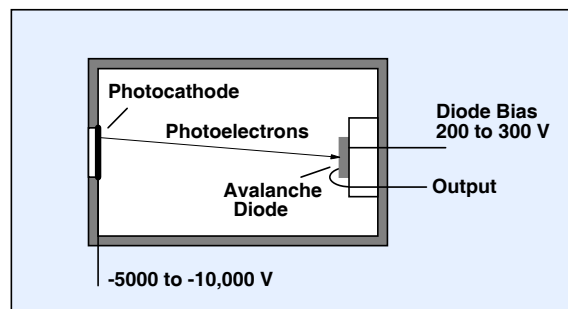 Photocathode
Photoelectrons
Diode Bias
200 to 300 V
Avalanche
Diode
Output
-5000 to -10,000 V